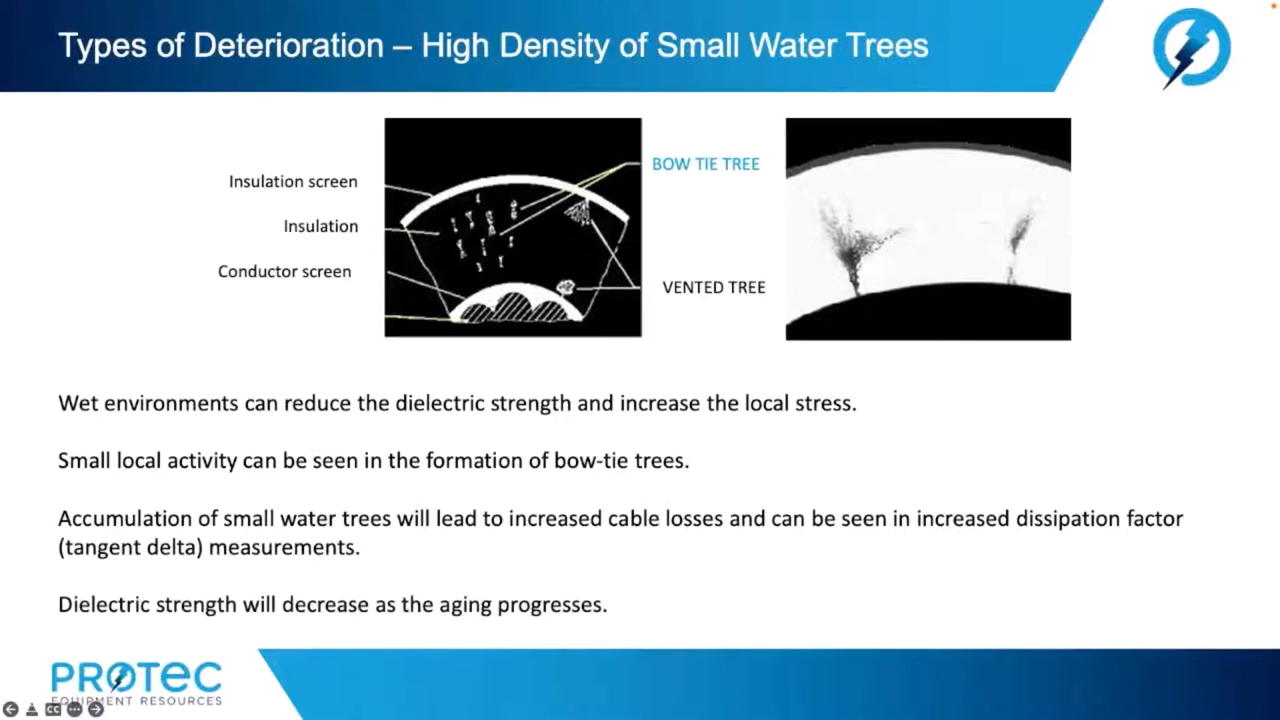 Types of Deterioration – High Density of Small Water Trees
Insulation screen
Insulation
Conductor screen
BOW TIE TREE
VENTED TREE
Wet environments can reduce the dielectric strength and increase the local stress.
Small local activity can be seen in the formation of bow-tie trees.
Accumulation of small water trees will lead to increased cable losses and can be seen in increased dissipation factor
(tangent delta) measurements.
Dielectric strength will decrease as the aging progresses.
PROTEC
EQUIPMENT RESOURCES
CC